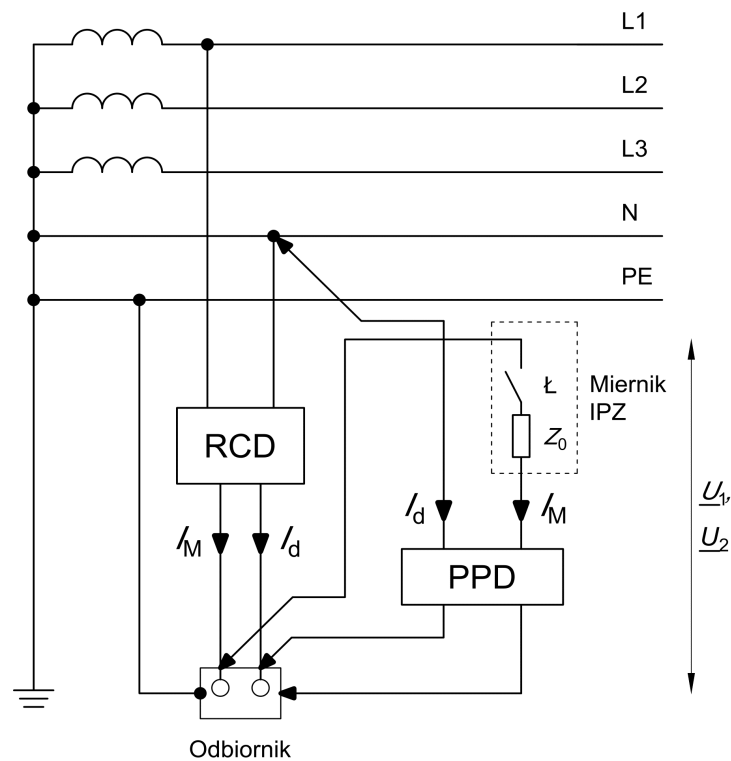 L1
L2
L3
N
PE
Ł
Miernik
IPZ
Z0
RCD
U1,
U2
Id
IM
IM
Id
PPD
Odbiornik